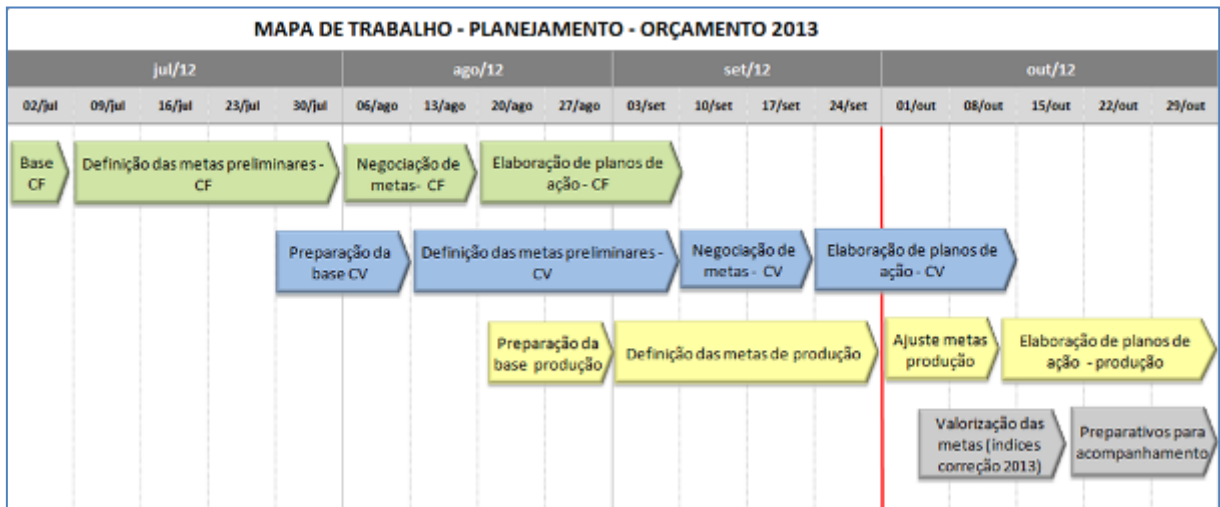 MAPA DE TRABALHO - PLANEJAMENTO - ORÇAMENTO 2013
jul/12 ago/12 set/12 out/12
02/jul 09/jul 16/jul 23/jul 30/jul 06/ago 13/ago 20/ago 27/ago 03/set 10/set 17/set 24/set 01/out 08/out 15/out 22/out 29/out
Base
CF
Definição das metas preliminares -
CF
Negociação de
metas- CF
Elaboração de planos de
ação - CF
Preparação da
base CV
Definição das metas preliminares -
CV
Negociação de
metas - CV
Elaboração de planos de
ação - CV
Preparação da
base produção
Definição das metas de produção
Ajuste metas
produção
Elaboração de planos de
ação - produção
Valorização das
metas (índices
correção 2013)
Preparativos para
acompanhamento